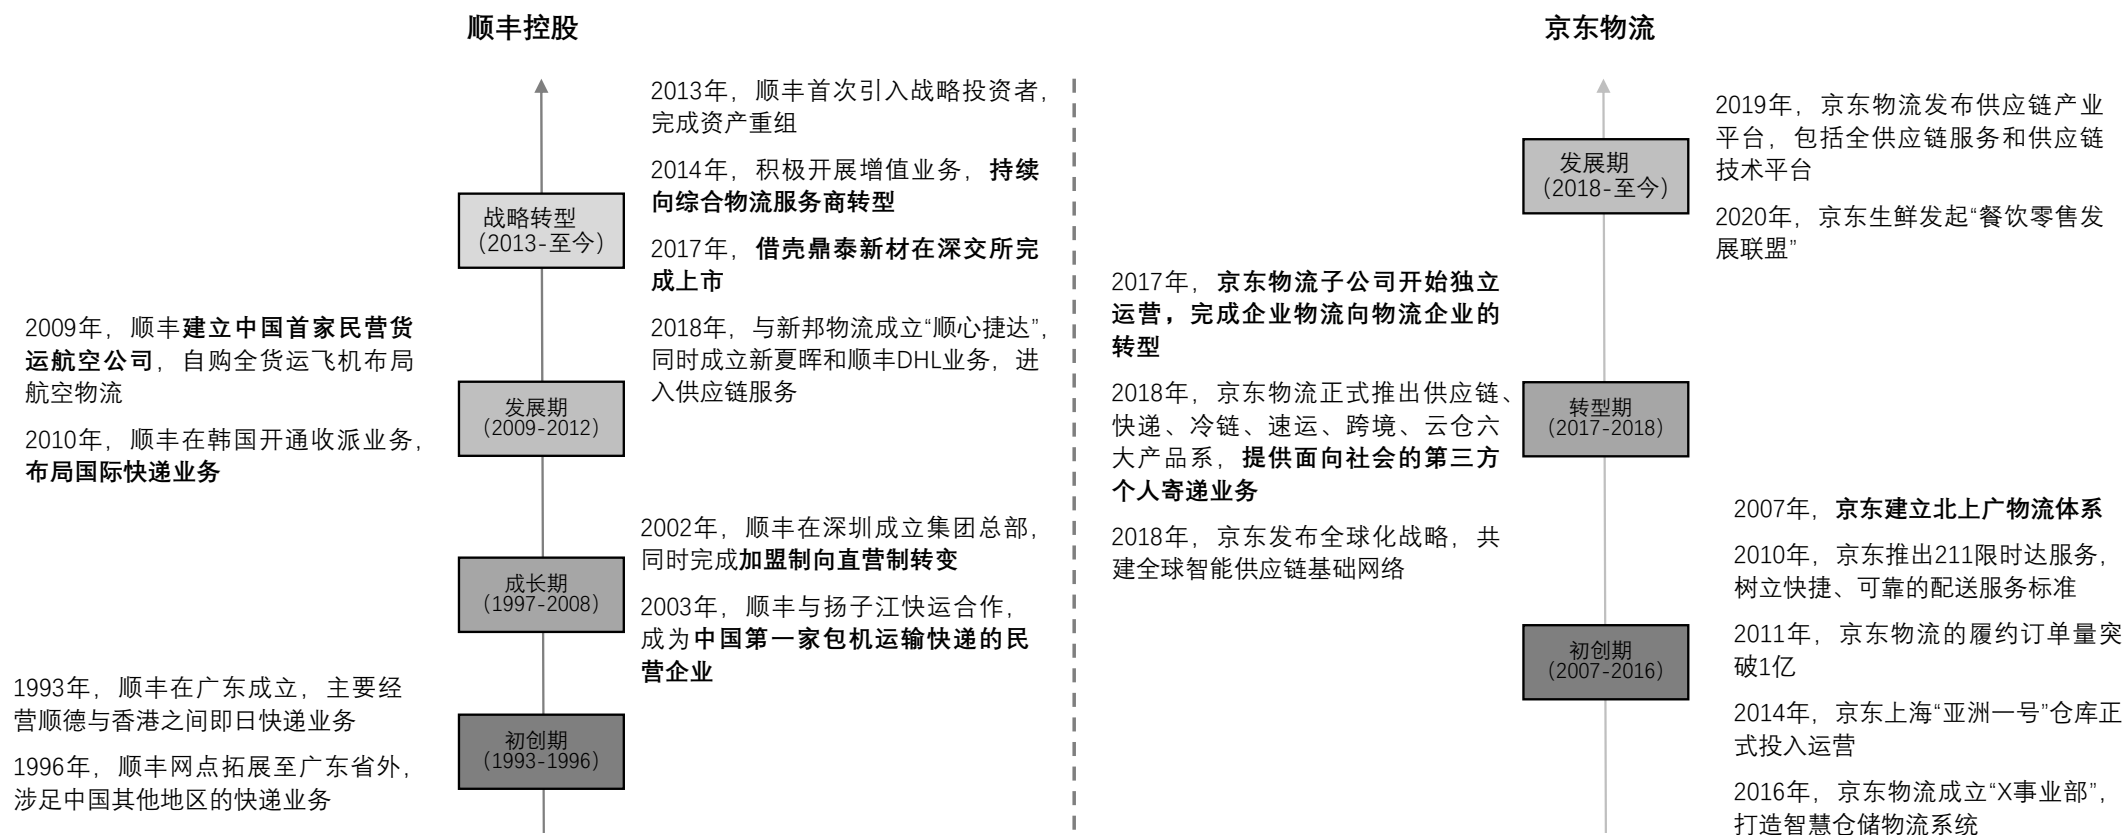 顺丰控股
战略转型
（2013-至今）
2013年，顺丰首次引入战略投资者，
完成资产重组
2014年，积极开展增值业务，持续
向综合物流服务商转型
2017年，借壳鼎泰新材在深交所完
成上市
2018年，与新邦物流成立“顺心捷达”，
同时成立新夏晖和顺丰DHL业务，进
入供应链服务
2009年，顺丰建立中国首家民营货
运航空公司，自购全货运飞机布局
航空物流
2010年，顺丰在韩国开通收派业务，
布局国际快递业务
发展期
（2009-2012）
成长期
（1997-2008）
2002年，顺丰在深圳成立集团总部，
同时完成加盟制向直营制转变
2003年，顺丰与扬子江快运合作，
成为中国第一家包机运输快递的民
营企业
1993年，顺丰在广东成立，主要经
营顺德与香港之间即日快递业务
1996年，顺丰网点拓展至广东省外，
涉足中国其他地区的快递业务
初创期
（1993-1996）
京东物流
发展期
（2018-至今）
2019年，京东物流发布供应链产业
平台，包括全供应链服务和供应链
技术平台
2020年，京东生鲜发起“餐饮零售发
展联盟”
2017年，京东物流子公司开始独立
运营，完成企业物流向物流企业的
转型
2018年，京东物流正式推出供应链、
快递、冷链、速运、跨境、云仓六
大产品系，提供面向社会的第三方
个人寄递业务
2018年，京东发布全球化战略，共
建全球智能供应链基础网络
转型期
（2017-2018）
初创期
（2007-2016）
2007年，京东建立北上广物流体系
2010年，京东推出211限时达服务，
树立快捷、可靠的配送服务标准
2011年，京东物流的履约订单量突
破1亿
2014年，京东上海“亚洲一号”仓库正
式投入运营
2016年，京东物流成立“X事业部”，
打造智慧仓储物流系统